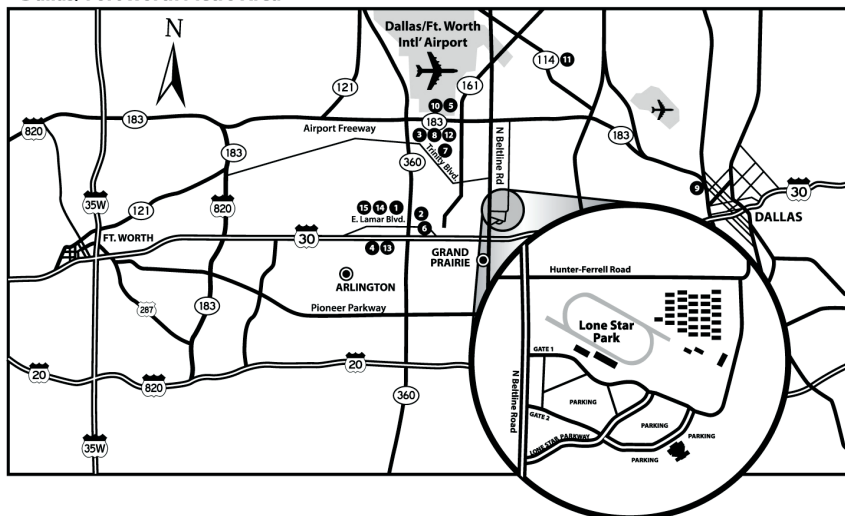 N
Dallas/Ft. Worth
Intl’ Airport
121
161
114
11
10
5
820
183
183
Airport Freeway
3
8
12
7
Trinity Blvd.
N Beltline Rd
183
183
360
9
30
DALLAS
35W
121
820
15
14
1
E. Lamar Blvd.
2
6
FT. WORTH
30
4
13
GRAND
PRAIRIE
ARLINGTON
287
183
Pioneer Parkway
20
820
20
360
35W
Hunter-Ferrell Road
Lone Star
Park
GATE 1
N Beltline Road
PARKING
GATE 2
PARKING
LONE STAR PARKWAY
PARKING
PARKING